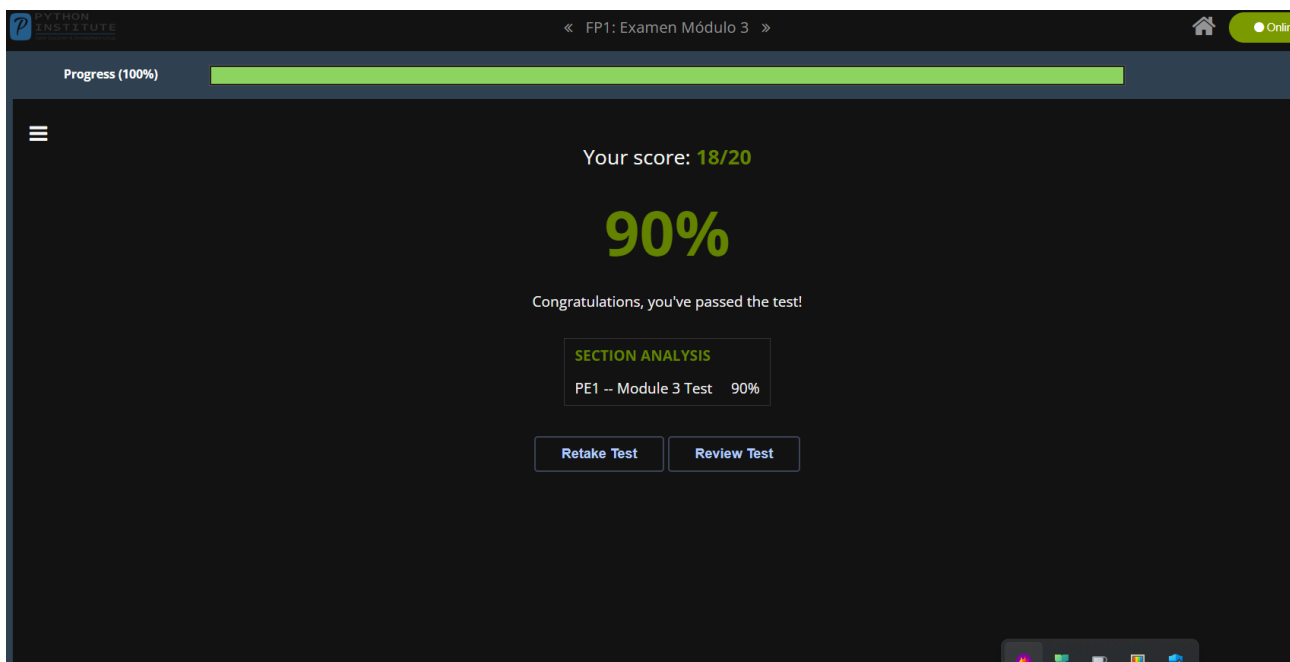 PYTHON
INSTITUTE
« FP1: Examen Módulo 3 »
Onlin
Progress (100%)
Your score: 18/20
90%
Congratulations, you've passed the test!
SECTION ANALYSIS
PE1 -- Module 3 Test 90%
Retake Test
Review Test